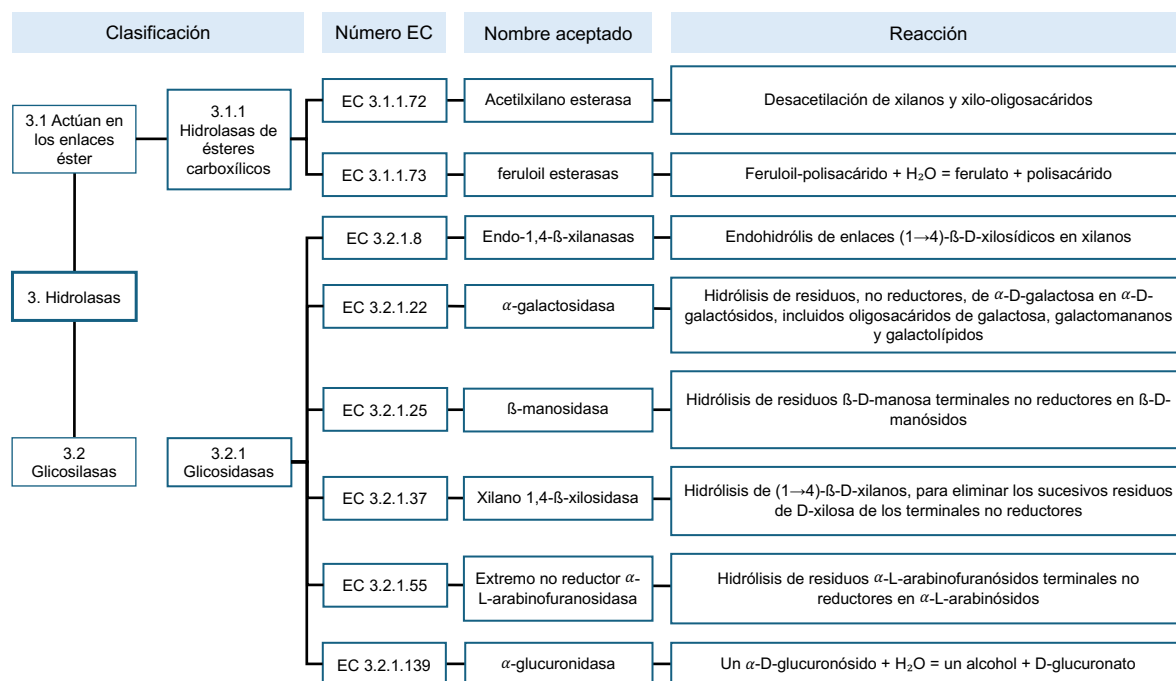 Clasificación
Número EC
Nombre aceptado
Reacción
3.1 Actúan en
los enlaces
éster
3.1.1
Hidrolasas de
ésteres
carboxílicos
EC 3.1.1.72
Acetilxilano esterasa
Desacetilación de xilanos y xilo-oligosacáridos
EC 3.1.1.73
feruloil esterasas
Feruloil-polisacárido + H₂O = ferulato + polisacárido
EC 3.2.1.8
Endo-1,4-ß-xilanasas
Endohidrólis de enlaces (1→4)-ß-D-xilosídicos en xilanos
3. Hidrolasas
EC 3.2.1.22
α-galactosidasa
Hidrólisis de residuos, no reductores, de α-D-galactosa en α-D-
galactósidos, incluidos oligosacáridos de galactosa, galactomananos
y galactolípidos
EC 3.2.1.25
ß-manosidasa
Hidrólisis de residuos ß-D-manosa terminales no reductores en ß-D-
manósidos
3.2
Glicosilasas
3.2.1
Glicosidasas
EC 3.2.1.37
Xilano 1,4-ß-xilosidasa
Hidrólisis de (1→4)-ß-D-xilanos, para eliminar los sucesivos residuos
de D-xilosa de los terminales no reductores
EC 3.2.1.55
Extremo no reductor α-
L-arabinofuranosidasa
Hidrólisis de residuos α-L-arabinofuranósidos terminales no
reductores en α-L-arabinósidos
EC 3.2.1.139
α-glucuronidasa
Un α-D-glucuronósido + H₂O = un alcohol + D-glucuronato